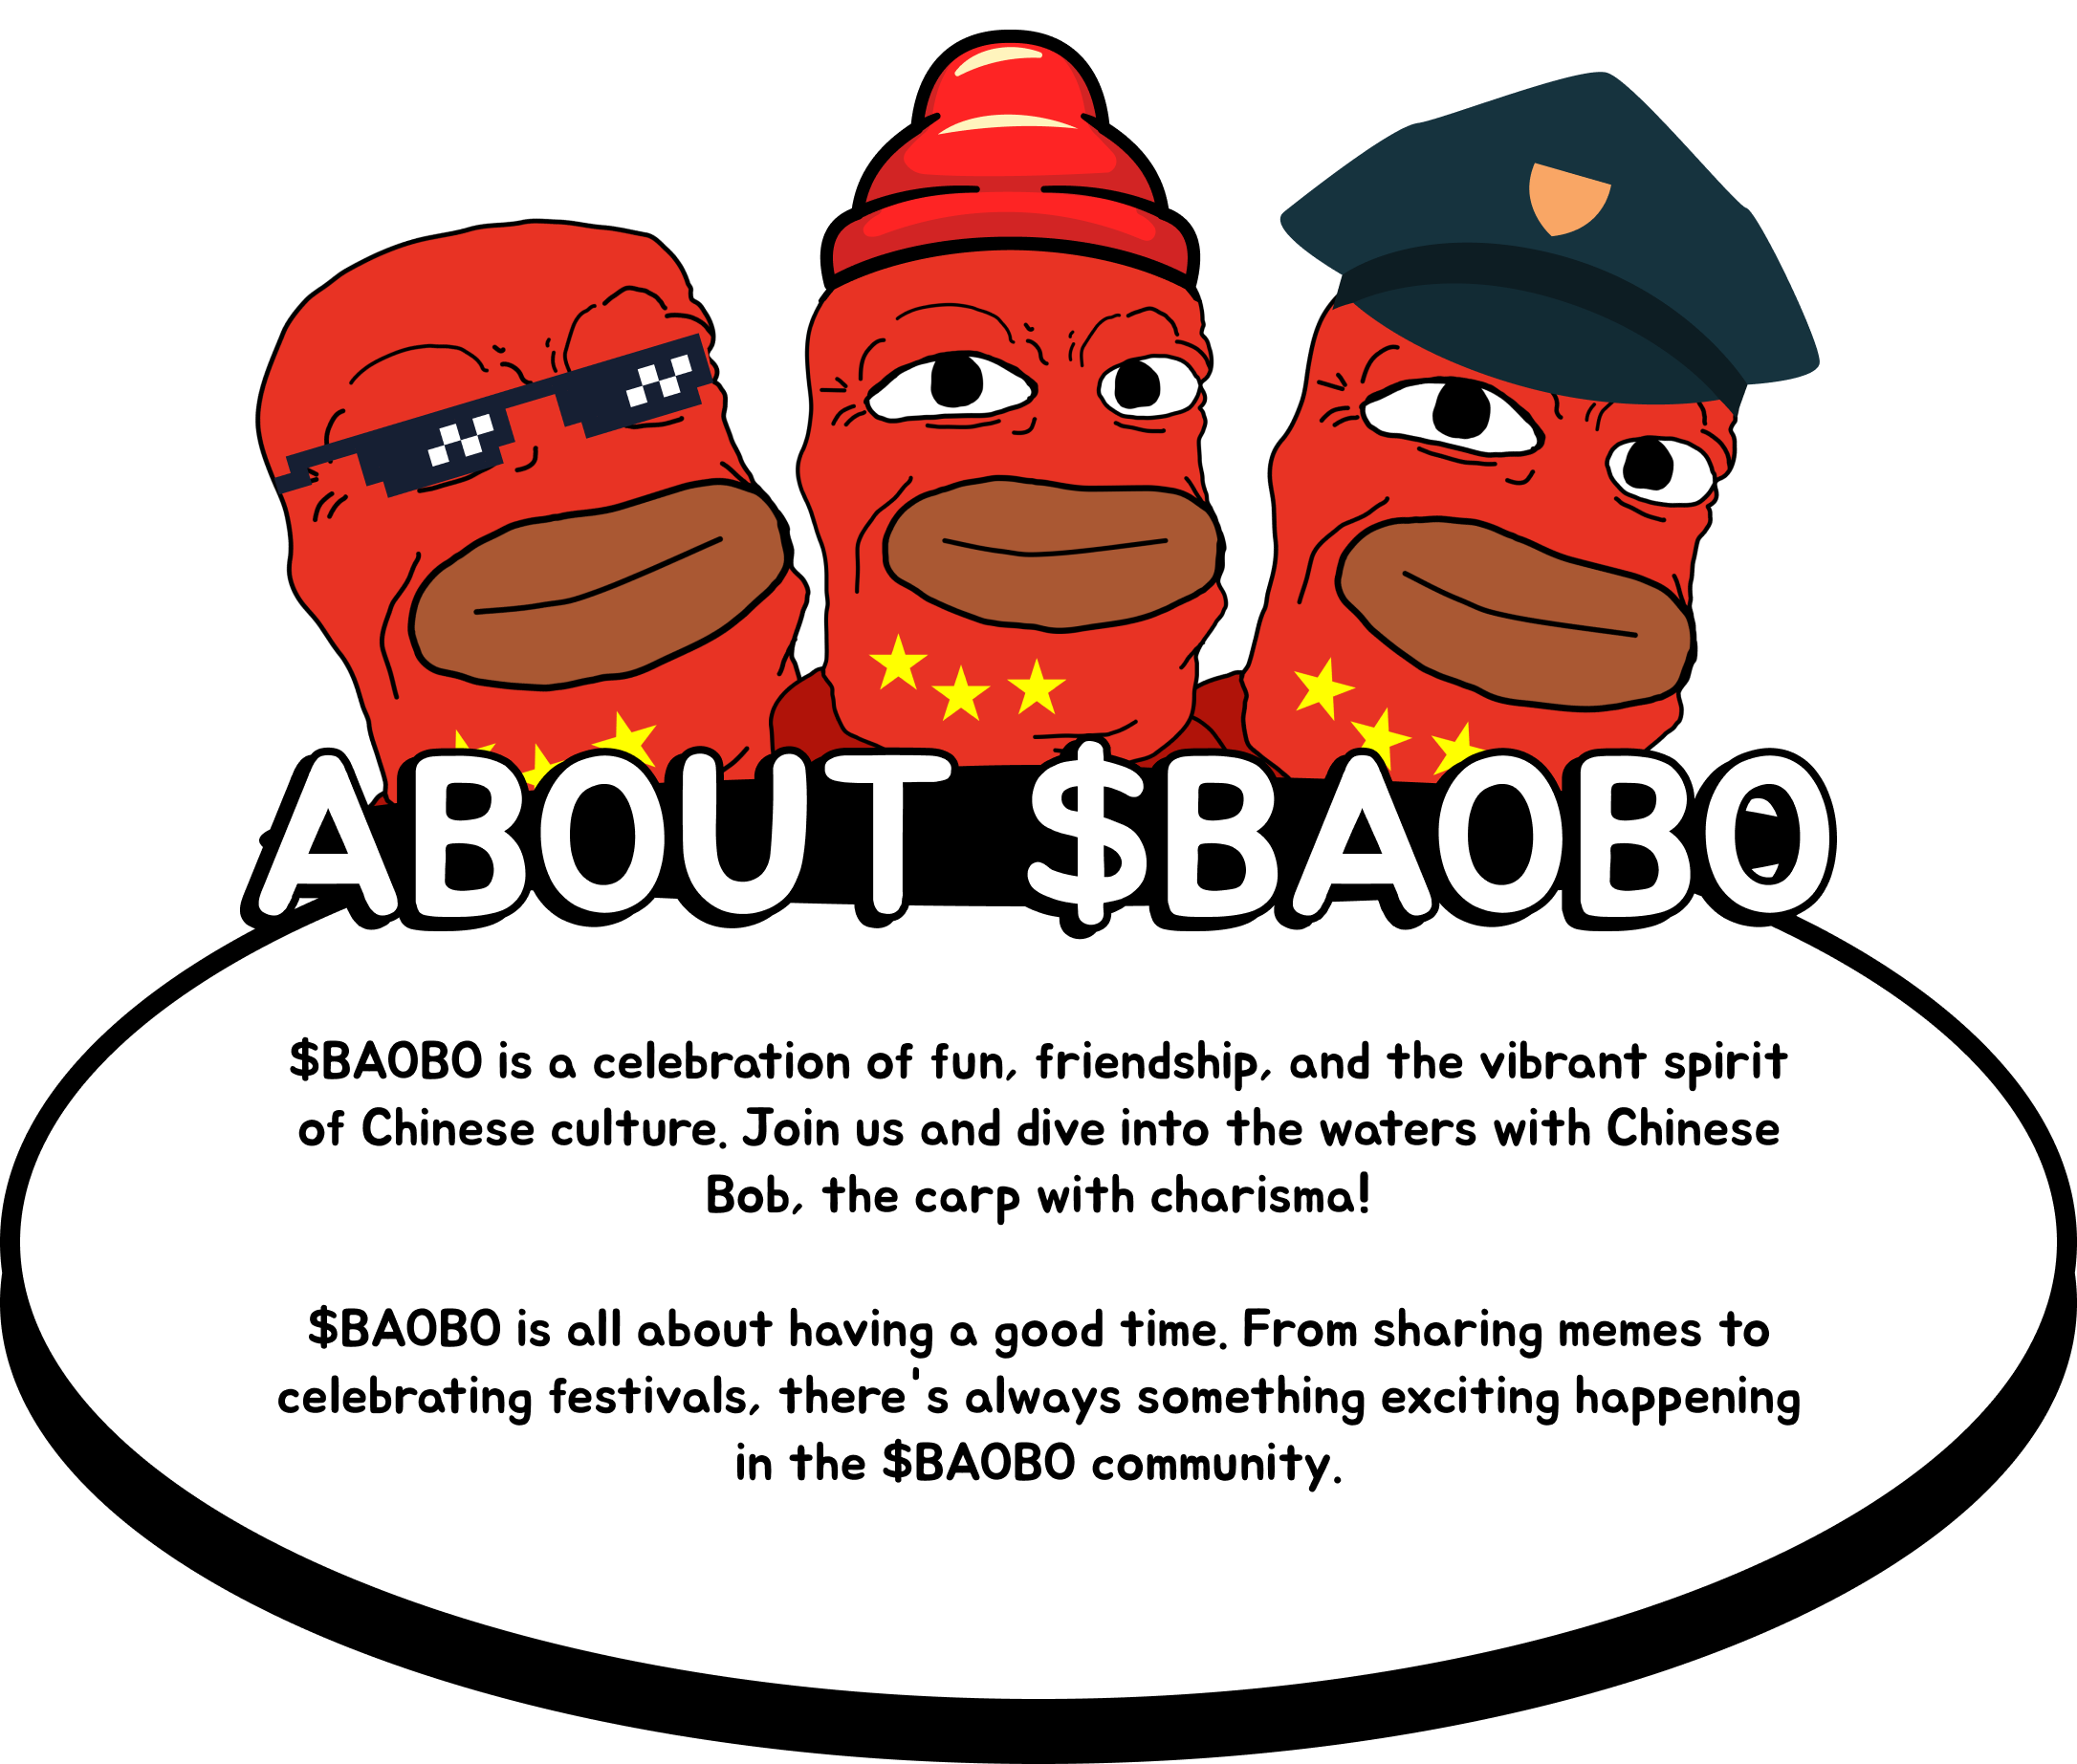 ABOUT $BAOBO
$BAOBO is a celebration of fun, friendship, and the vibrant spirit
of Chinese culture. Join us and dive into the waters with Chinese
Bob, the carp with charisma!
$BAOBO is all about having a good time. From sharing memes to
celebrating festivals, there's always something exciting happening
in the $BAOBO community.